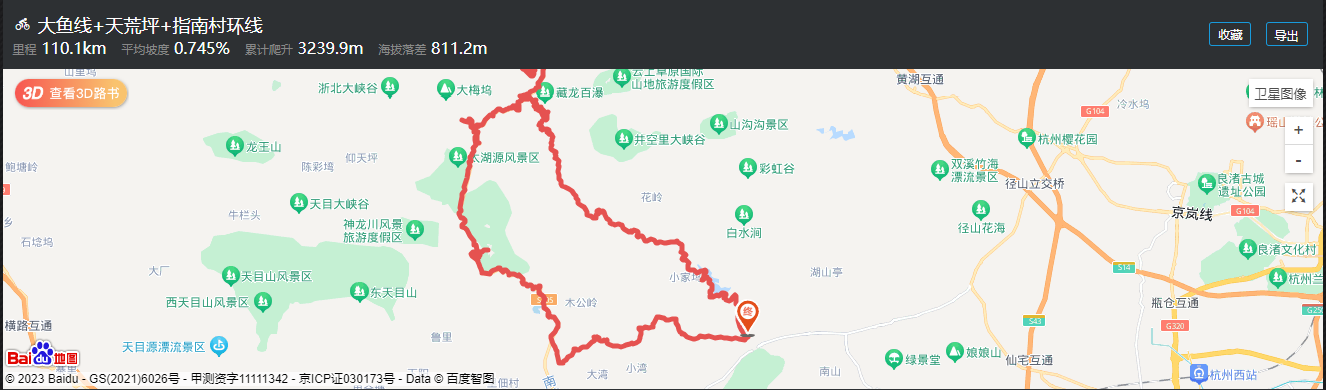 大鱼线+天荒坪+指南村环线
里程 110.1km 平均坡度 0.745% 累计爬升 3239.9m 海拔落差 811.2m
收藏
导出
3D 查看3D路书
卫星图像
+
-
浙北大峡谷
大梅坞
藏龙百瀑
云上草原国际
山地旅游度假区
黄湖互通
冷水坞
G104
龙王山
仰天坪
陈彩塆
井空里大峡谷
山沟沟景区
杭州樱花园
太湖源风景区
彩虹谷
双溪竹海
漂流景区
径山立交桥
良渚古城
遗址公园
天目大峡谷
牛栏头
花岭
白水涧
径山花海
京岚线
G104
石埝坞
神龙川风景
旅游度假区
良渚文化村
大厂
天目山风景区
东天目山
西天目山风景区
小家坞
湖山亭
S14
杭州兰
木公岭
瓶仓互通
横路互通
鲁里
终
S43
G320
天目源漂流景区
绿景堂
娘娘山
仙宅互通
大湾
小湾
南山
杭州西站
Bai du 地图
© 2023 Baidu - GS(2021)6026号 - 甲测资字11111342 - 京ICP证030173号 - Data © 百度智图